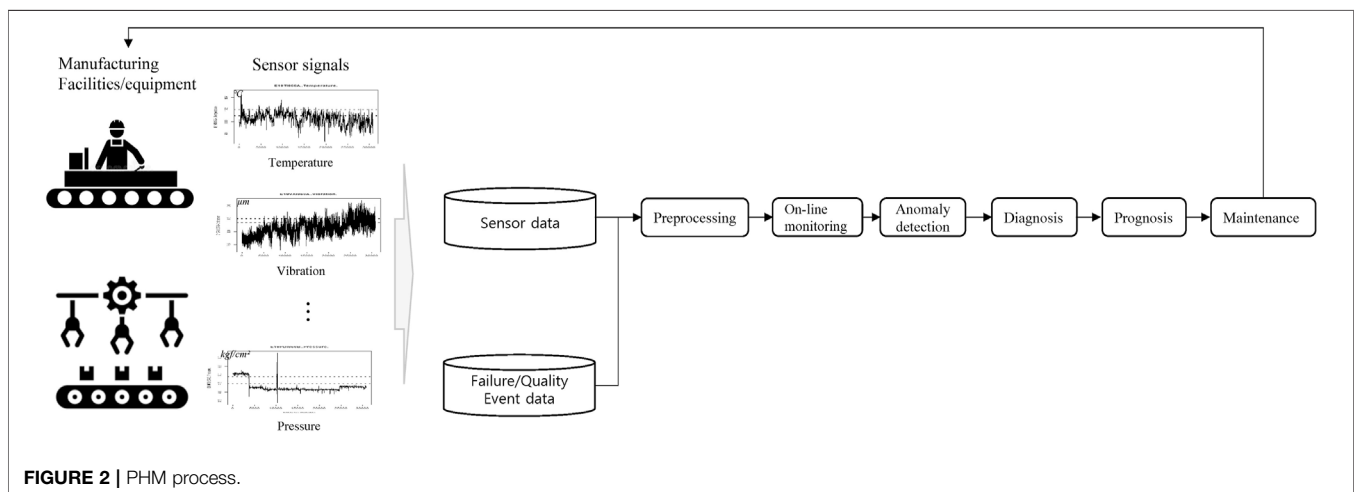 Manufacturing
Facilities/equipment
Sensor signals
°C
Temperature
μm
Vibration
kgf/cm²
Pressure
Sensor data
Failure/Quality
Event data
Preprocessing
On-line
monitoring
Anomaly
detection
Diagnosis
Prognosis
Maintenance
FIGURE 2 | PHM process.